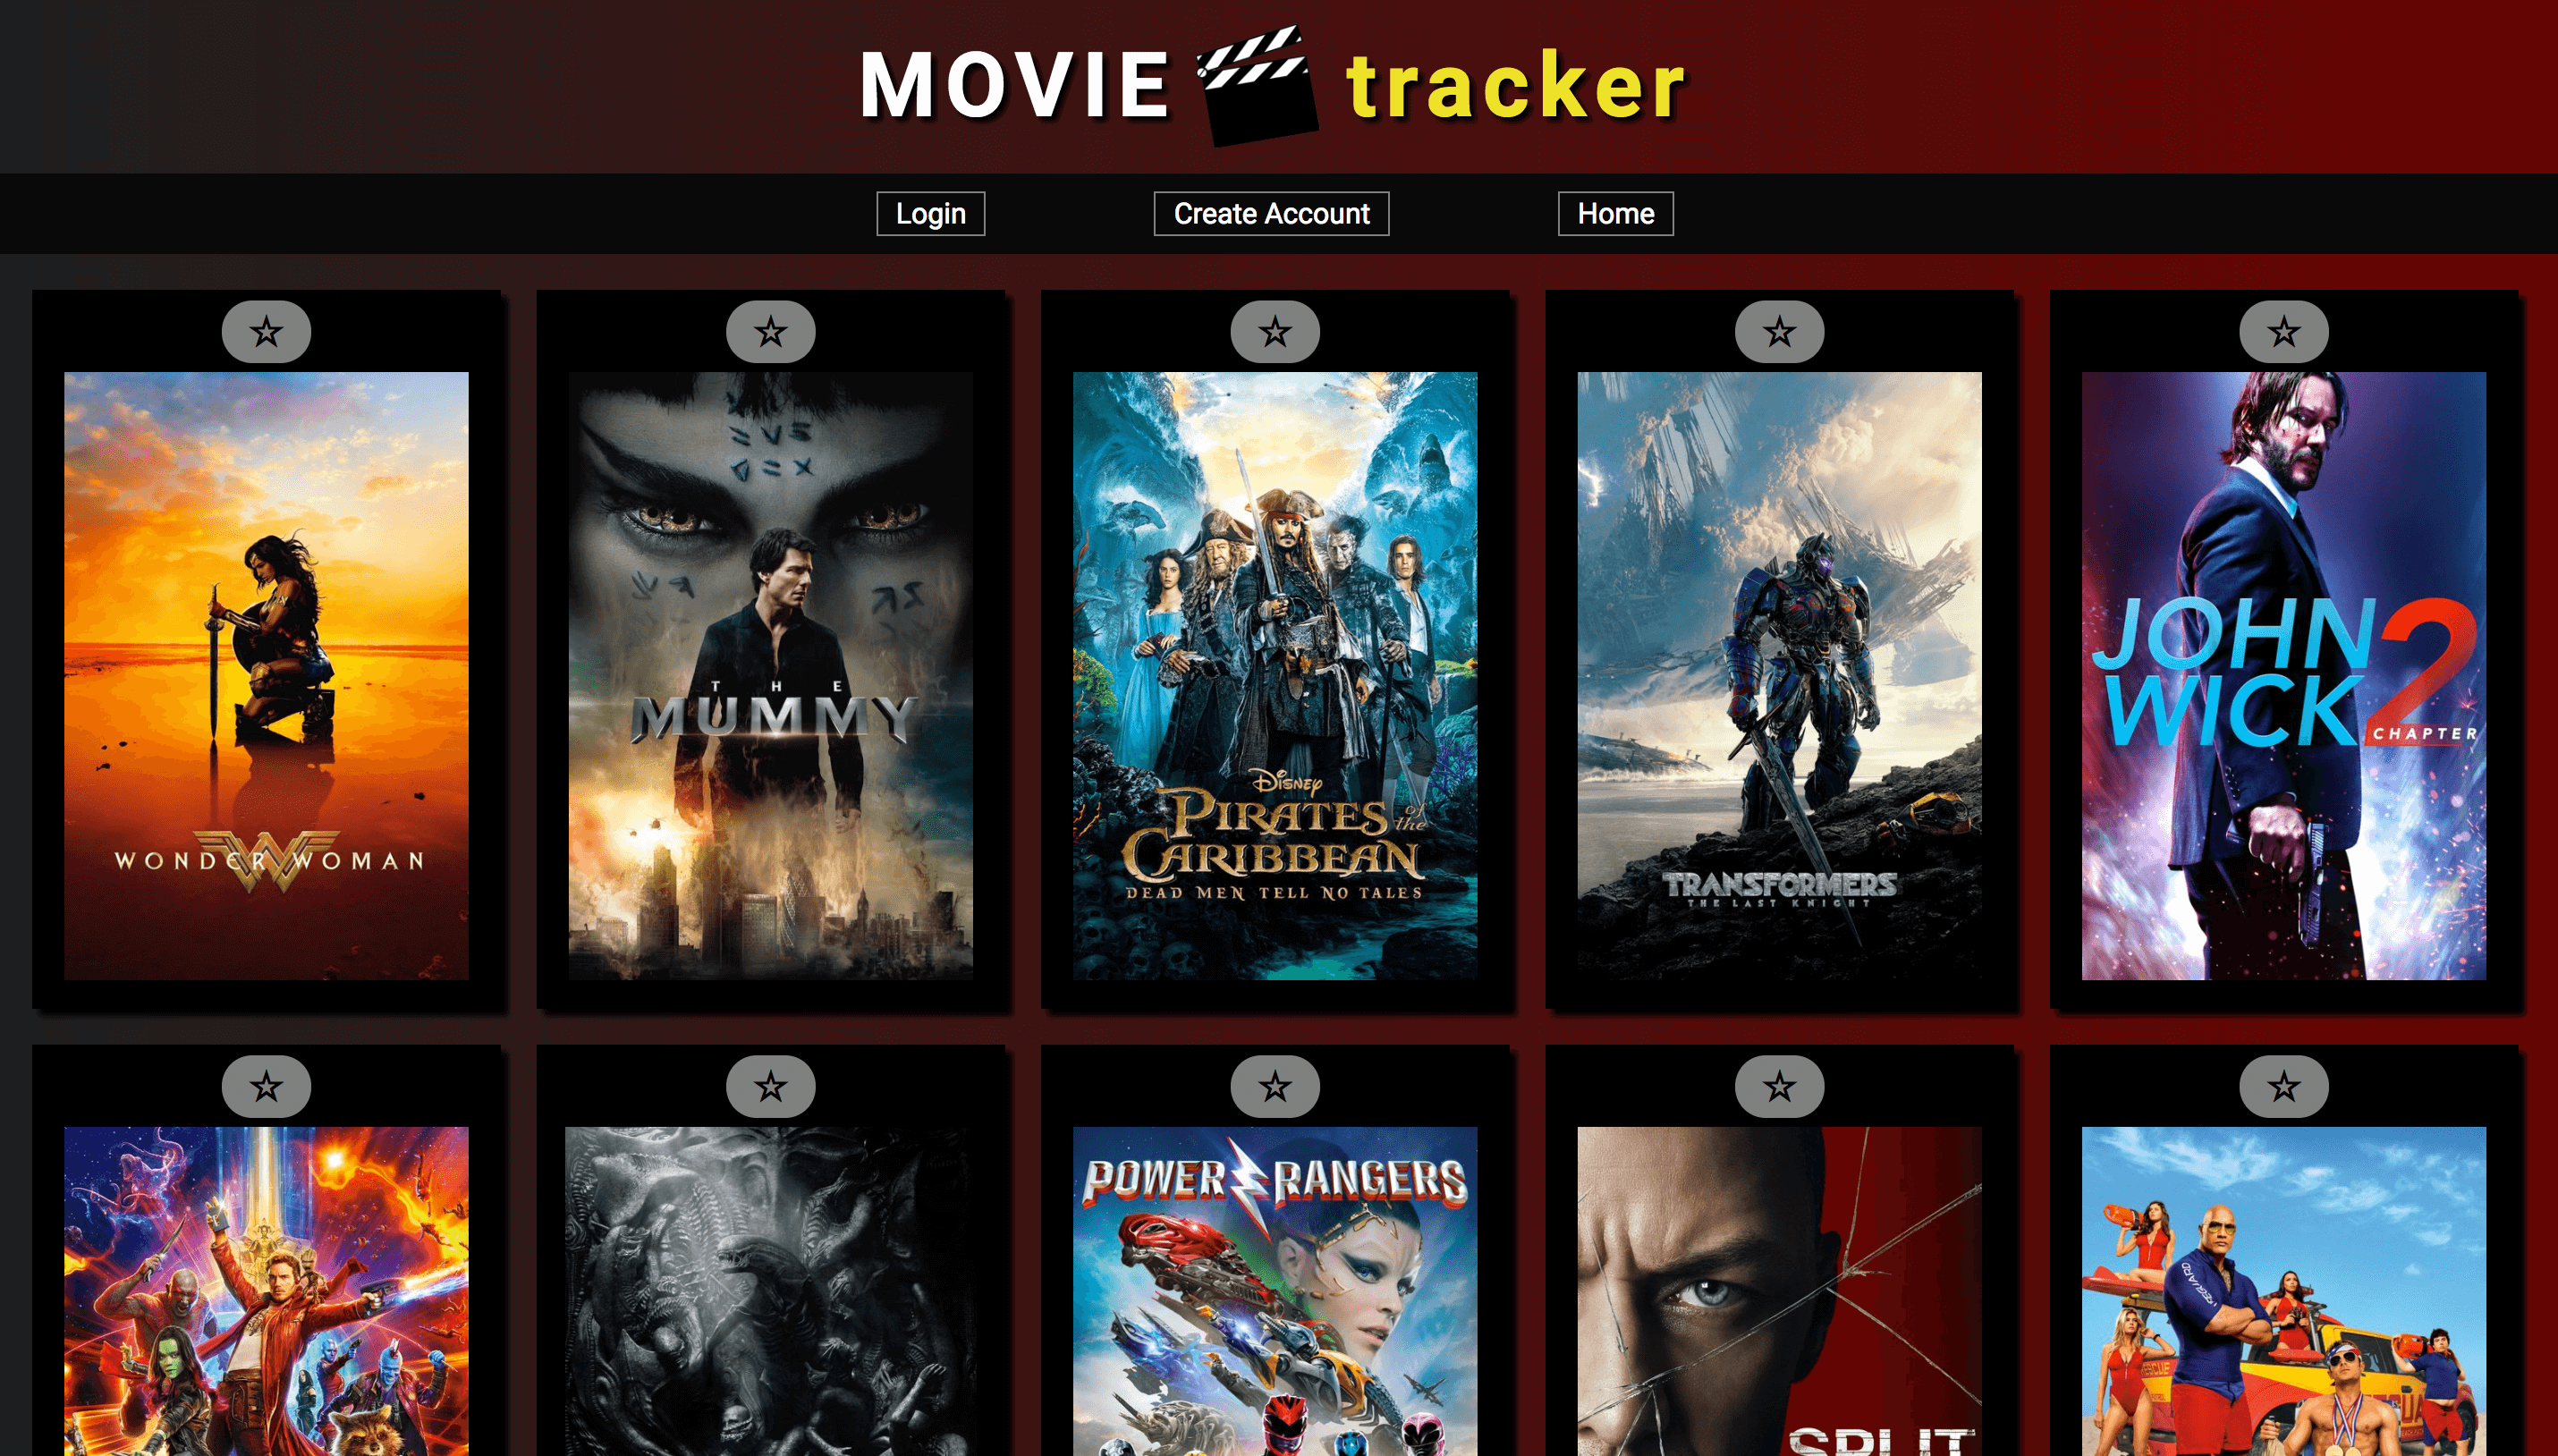 MOVIE tracker
Login Create Account Home
WONDER WOMAN
THE
MUMMY
DISNEY
PIRATES of the
CARIBBEAN
DEAD MEN TELL NO TALES
TRANSFORMERS
THE LAST KNIGHT
JOHN
WICK 2
CHAPTER
POWER RANGERS
SPLIT